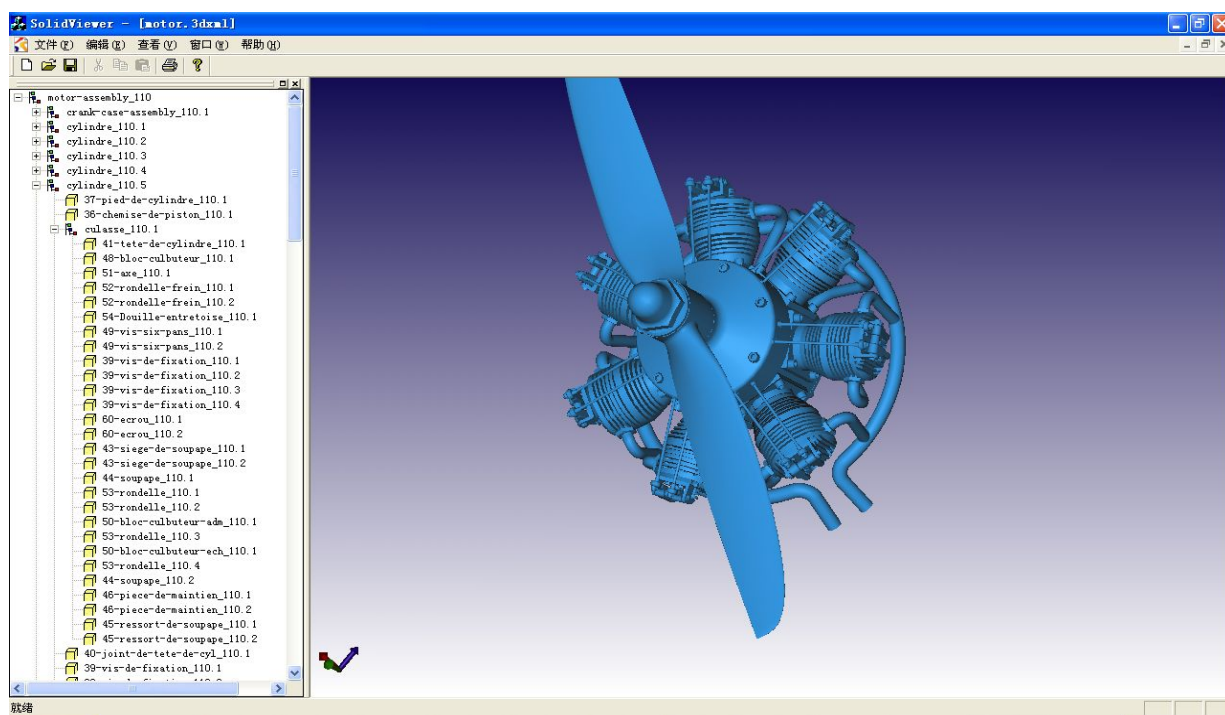 SolidViewer - [motor.3dxml]
文件(F) 编辑(E) 查看(V) 窗口(W) 帮助(H)
motor-assembly_110
crank-case-assembly_110.1
cylindre_110.1
cylindre_110.2
cylindre_110.3
cylindre_110.4
cylindre_110.5
37-pied-de-cylindre_110.1
36-chemise-de-piston_110.1
culasse_110.1
41-tete-de-cylindre_110.1
48-bloc-culbuteur_110.1
51-axe_110.1
52-rondelle-frein_110.1
52-rondelle-frein_110.2
54-Douille-entretoise_110.1
49-vis-six-pans_110.1
49-vis-six-pans_110.2
39-vis-de-fixation_110.1
39-vis-de-fixation_110.2
39-vis-de-fixation_110.3
39-vis-de-fixation_110.4
60-ecrou_110.1
60-ecrou_110.2
43-siege-de-soupape_110.1
43-siege-de-soupape_110.2
44-soupape_110.1
53-rondelle_110.1
53-rondelle_110.2
50-bloc-culbuteur-adm_110.1
53-rondelle_110.3
50-bloc-culbuteur-ech_110.1
53-rondelle_110.4
44-soupape_110.2
46-piece-de-maintien_110.1
46-piece-de-maintien_110.2
45-ressort-de-soupape_110.1
45-ressort-de-soupape_110.2
40-joint-de-tete-de-cyl_110.1
39-vis-de-fixation_110.1
就绪